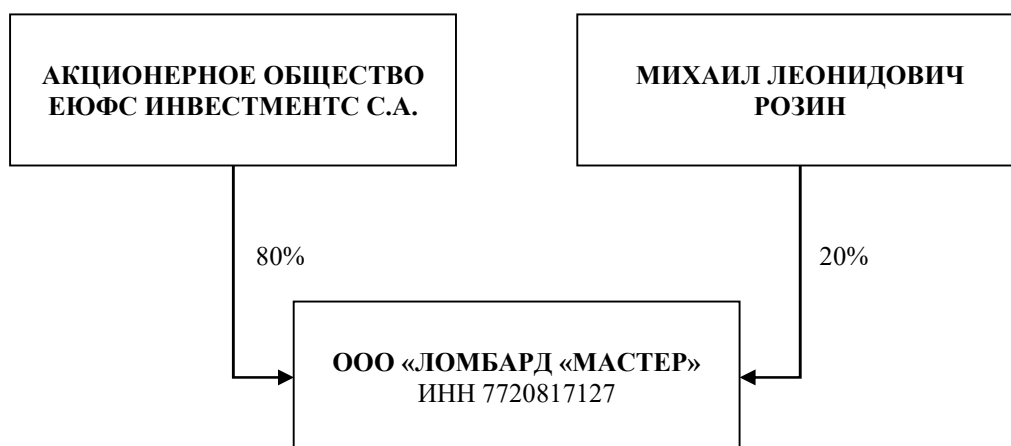 АКЦИОНЕРНОЕ ОБЩЕСТВО
ЕЮФС ИНВЕСТМЕНТС С.А.
МИХАИЛ ЛЕОНИДОВИЧ
РОЗИН
80%
20%
ООО «ЛОМБАРД «МАСТЕР»
ИНН 7720817127